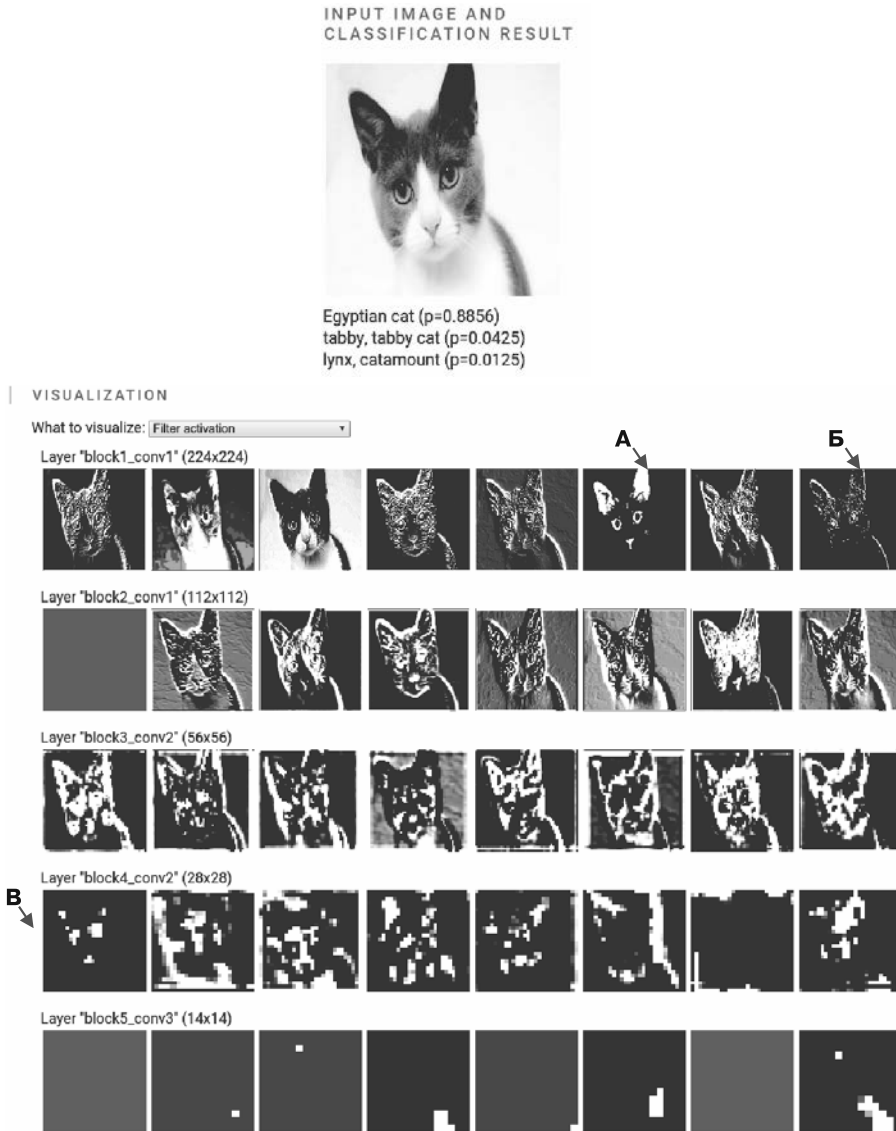 INPUT IMAGE AND
CLASSIFICATION RESULT
Egyptian cat (p=0.8856)
tabby, tabby cat (p=0.0425)
lynx, catamount (p=0.0125)
VISUALIZATION
What to visualize: Filter activation
А Б
Layer "block1_conv1" (224x224)
Layer "block2_conv1" (112x112)
Layer "block3_conv2" (56x56)
Layer "block4_conv2" (28x28)
В
Layer "block5_conv3" (14x14)